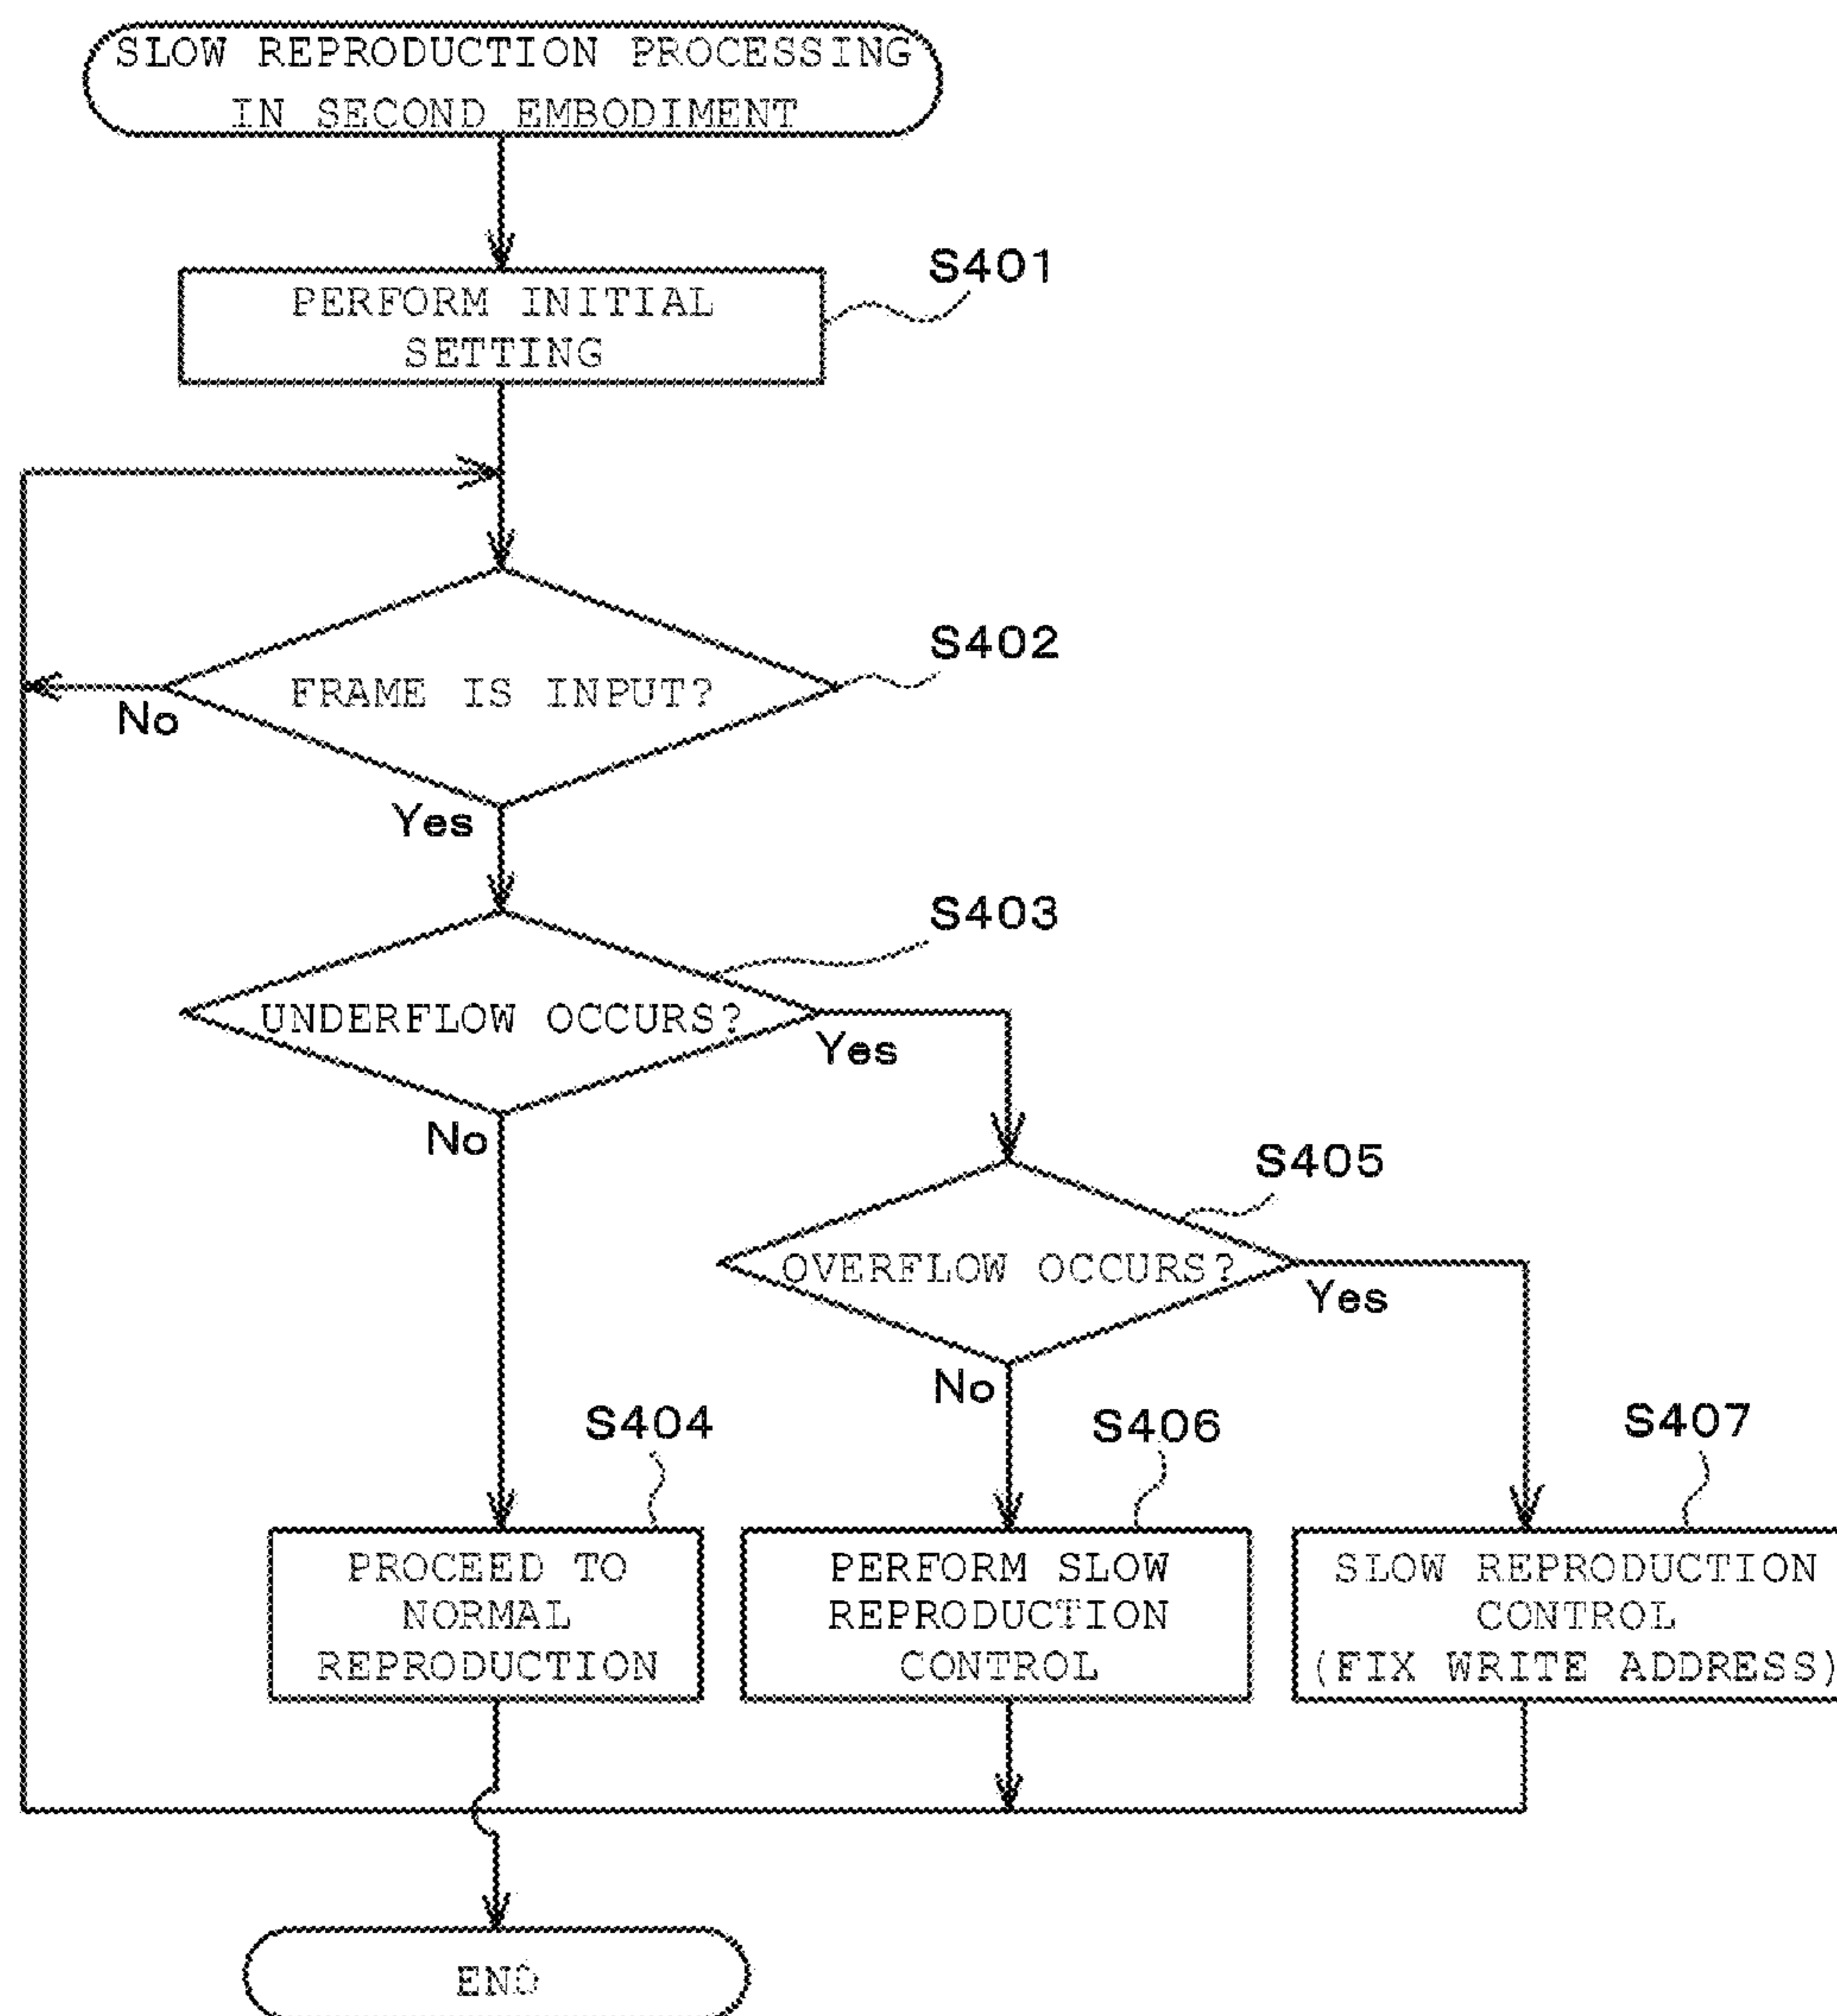 SLOW REPRODUCTION PROCESSING
IN SECOND EMBODIMENT
S401
PERFORM INITIAL
SETTING
S402
FRAME IS INPUT?
No
Yes
S403
UNDERFLOW OCCURS?
Yes
No
S405
OVERFLOW OCCURS?
Yes
No
S404
S406
S407
PROCEED TO
NORMAL
REPRODUCTION
PERFORM SLOW
REPRODUCTION
CONTROL
SLOW REPRODUCTION
CONTROL
(FIX WRITE ADDRESS)
END